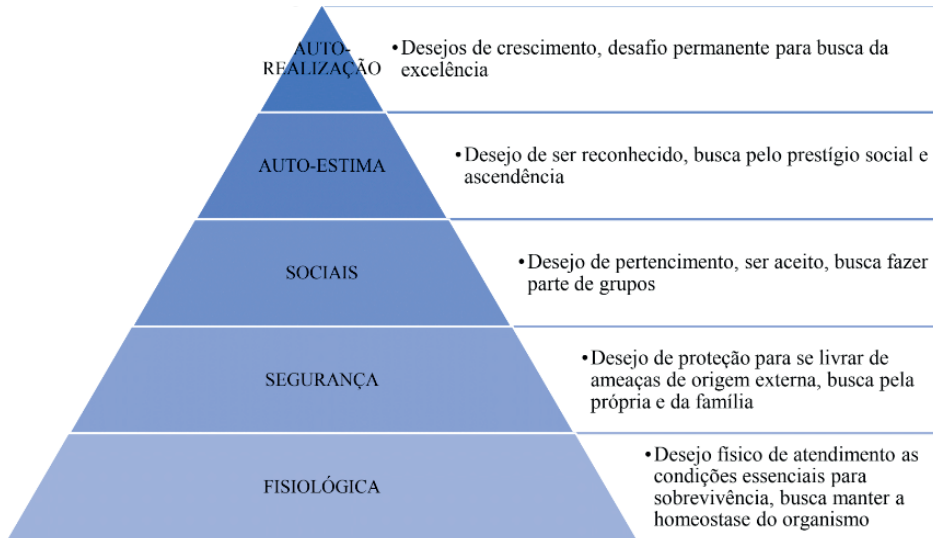 AUTO-
REALIZAÇÃO
•Desejos de crescimento, desafio permanente para busca da
excelência
AUTO-ESTIMA
•Desejo de ser reconhecido, busca pelo prestígio social e
ascendência
SOCIAIS
•Desejo de pertencimento, ser aceito, busca fazer
parte de grupos
SEGURANÇA
•Desejo de proteção para se livrar de
ameaças de origem externa, busca pela
própria e da família
FISIOLÓGICA
•Desejo físico de atendimento as
condições essenciais para
sobrevivência, busca manter a
homeostase do organismo